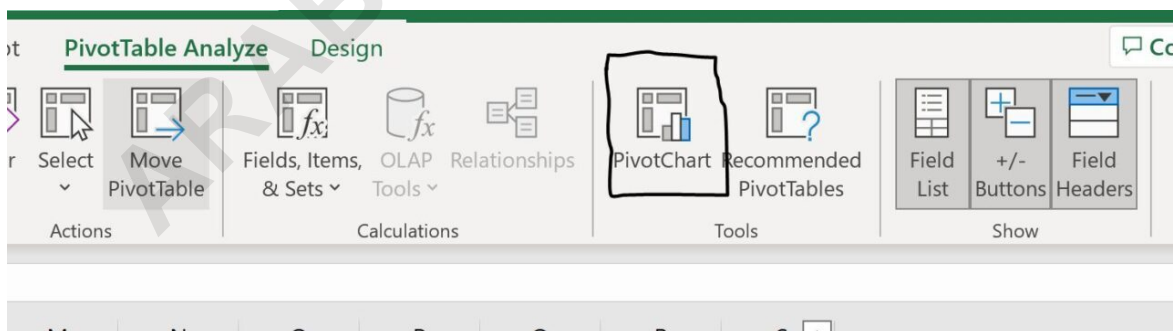 PivotTable Analyze Design
Select
Move
PivotTable
Fields, Items,
& Sets
OLAP
Tools
Relationships
PivotChart
Recommended
PivotTables
Field
List
+/-
Buttons
Field
Headers
Actions
Calculations
Tools
Show
ARAB